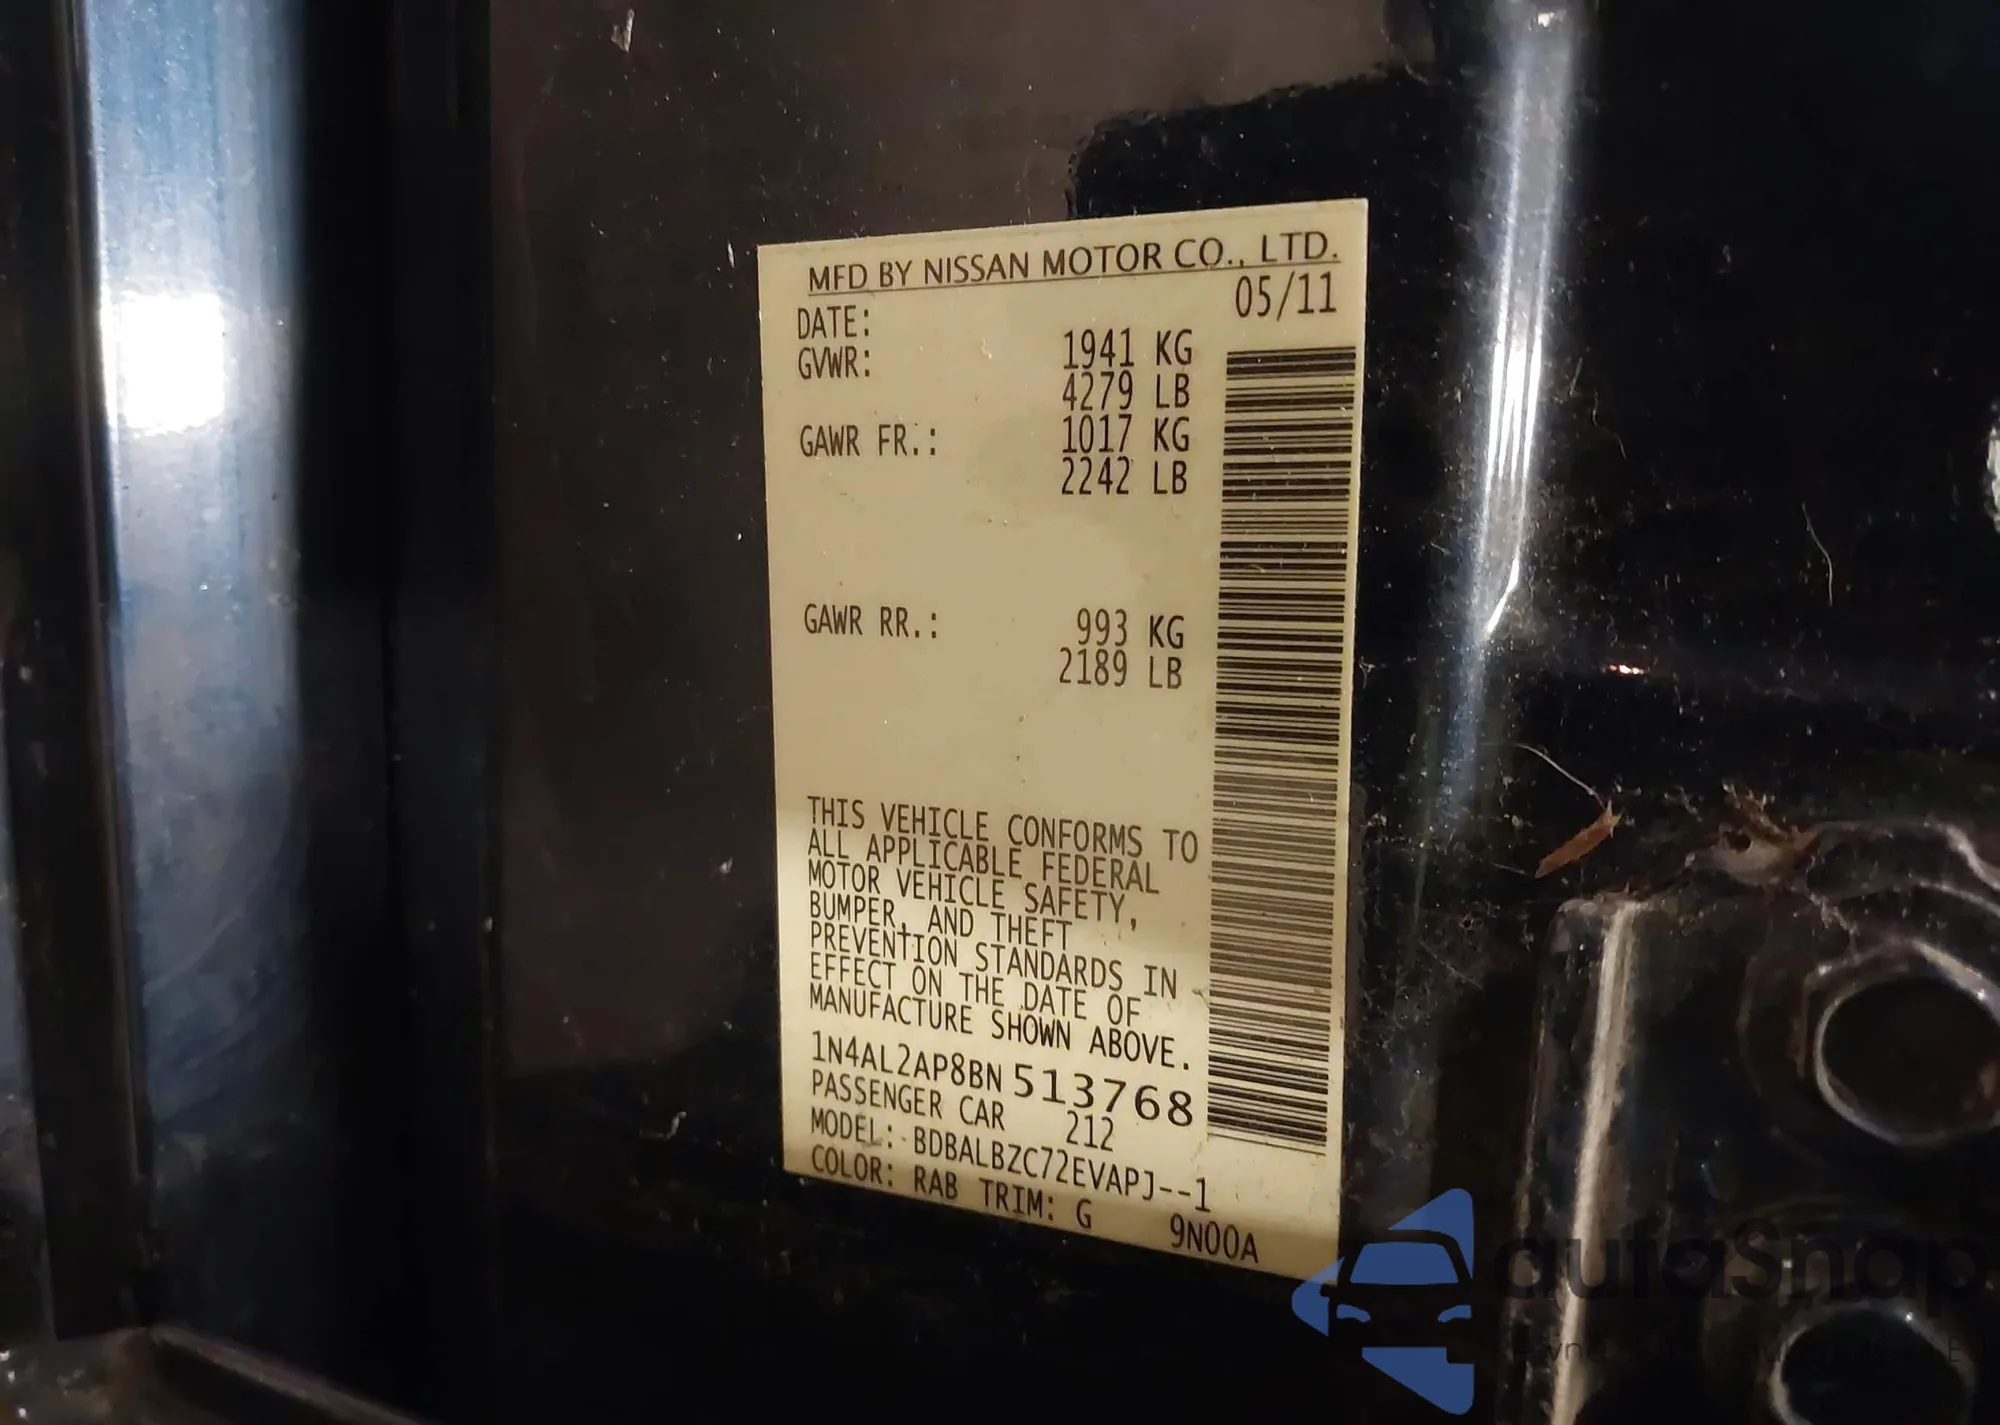 MFD BY NISSAN MOTOR CO., LTD.
DATE: 05/11
GVWR: 1941 KG
4279 LB
GAWR FR.: 1017 KG
2242 LB
GAWR RR.: 993 KG
2189 LB
THIS VEHICLE CONFORMS TO
ALL APPLICABLE FEDERAL
MOTOR VEHICLE SAFETY,
BUMPER, AND THEFT
PREVENTION STANDARDS IN
EFFECT ON THE DATE OF
MANUFACTURE SHOWN ABOVE.
1N4AL2AP8BN513768
PASSENGER CAR 212
MODEL: BDBALBZC72EVAPJ--1
COLOR: RAB TRIM: G 9N00A
autaSnap